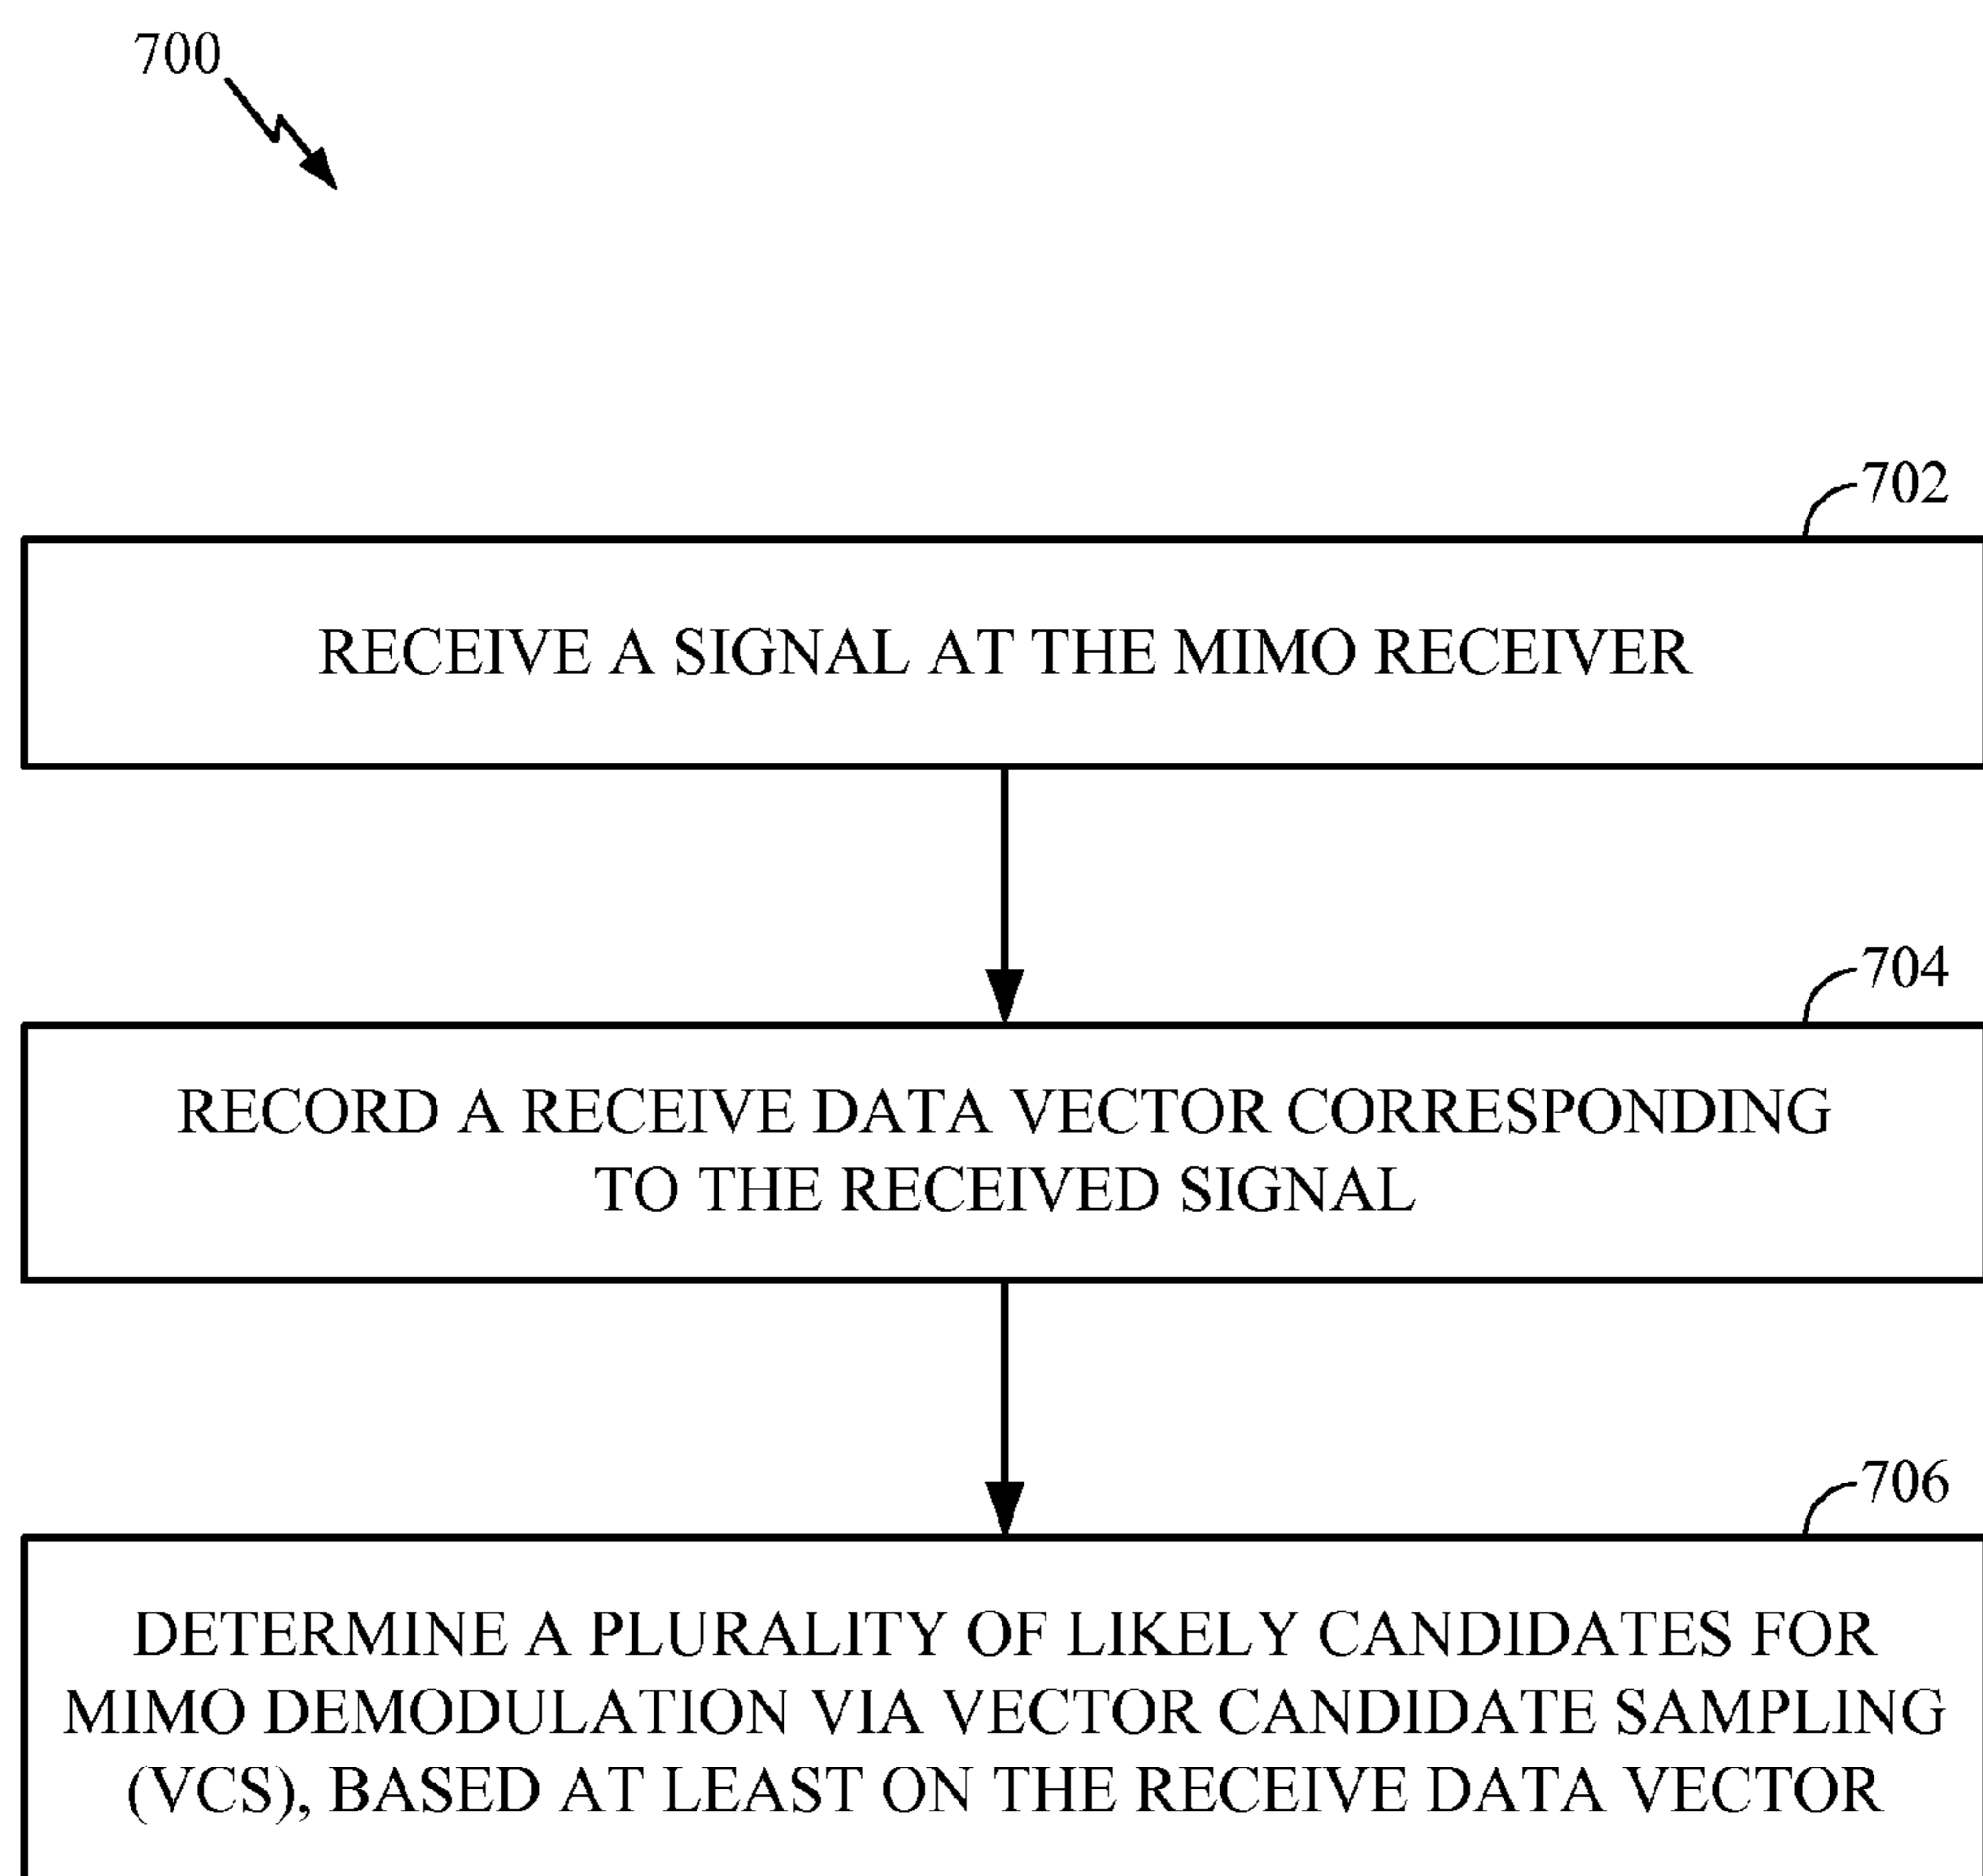 700
702
RECEIVE A SIGNAL AT THE MIMO RECEIVER
704
RECORD A RECEIVE DATA VECTOR CORRESPONDING
TO THE RECEIVED SIGNAL
706
DETERMINE A PLURALITY OF LIKELY CANDIDATES FOR
MIMO DEMODULATION VIA VECTOR CANDIDATE SAMPLING
(VCS), BASED AT LEAST ON THE RECEIVE DATA VECTOR